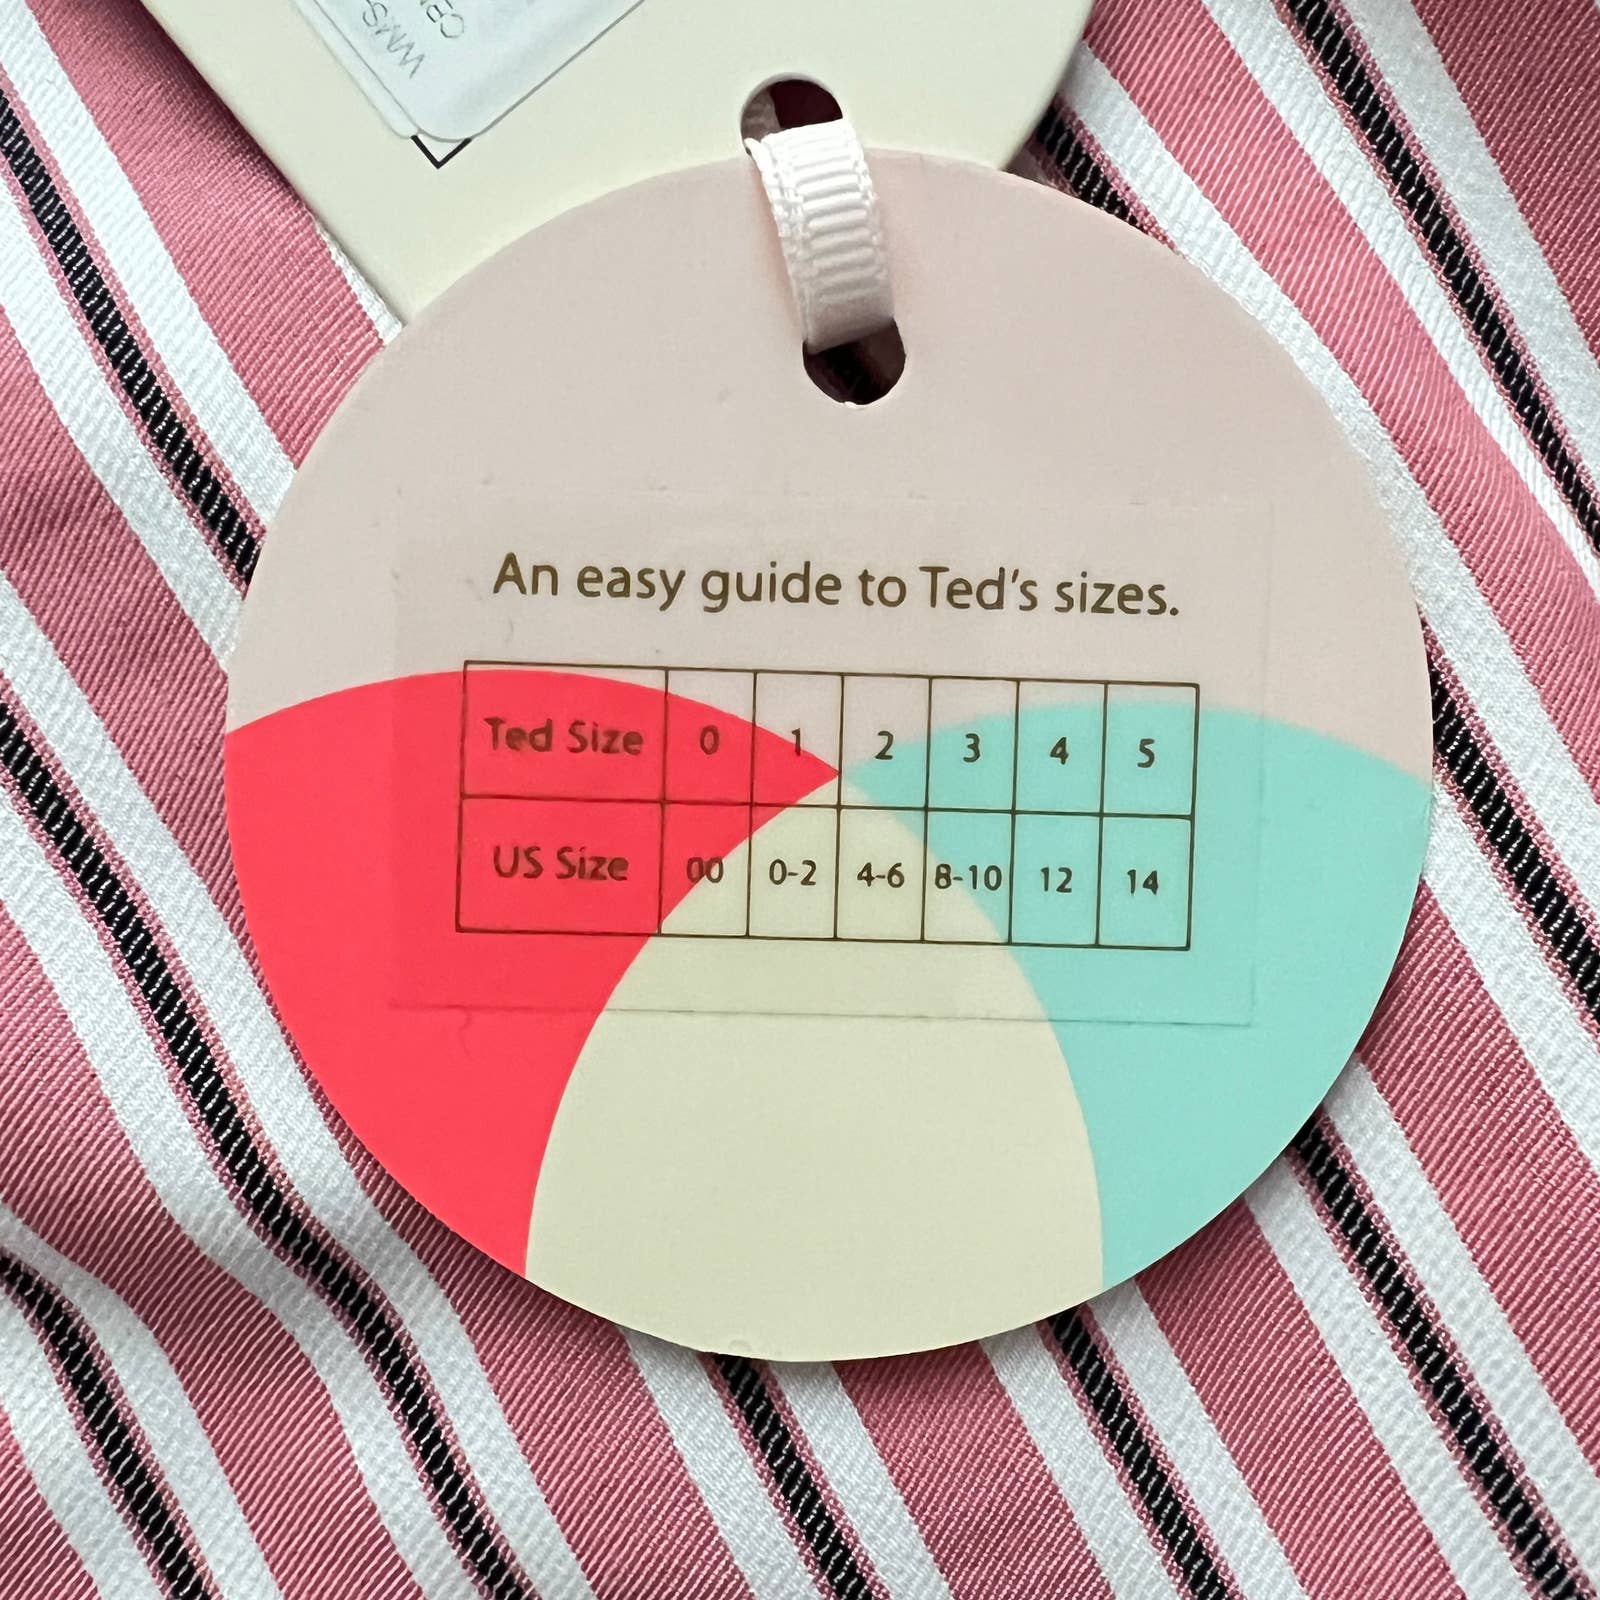 WMS-
An easy guide to Ted's sizes.
Ted Size 0 1 2 3 4 5
US Size 00 0-2 4-6 8-10 12 14